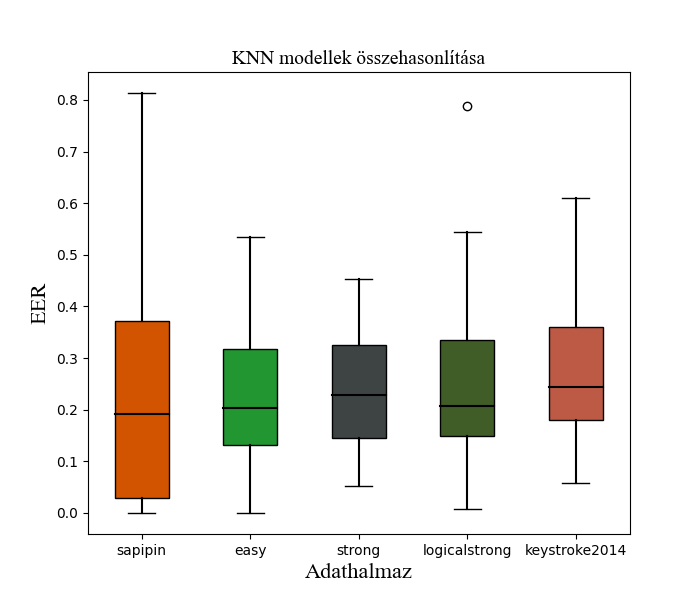 KNN modellek összehasonlítása
EER
0.8
0.7
0.6
0.5
0.4
0.3
0.2
0.1
0.0
sapipin easy strong logicalstrong keystroke2014
Adathalmaz